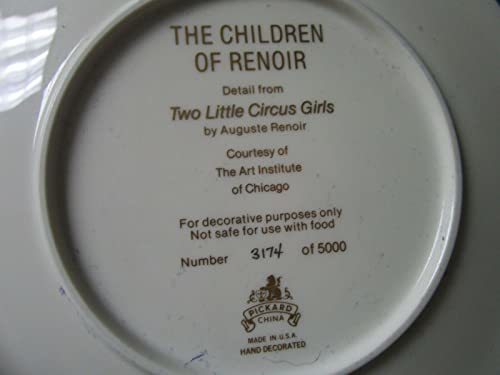 THE CHILDREN
OF RENOIR
Detail from
Two Little Circus Girls
by Auguste Renoir
Courtesy of
The Art Institute
of Chicago
For decorative purposes only
Not safe for use with food
Number 3174 of 5000
PICKARD
CHINA
MADE IN U.S.A.
HAND DECORATED